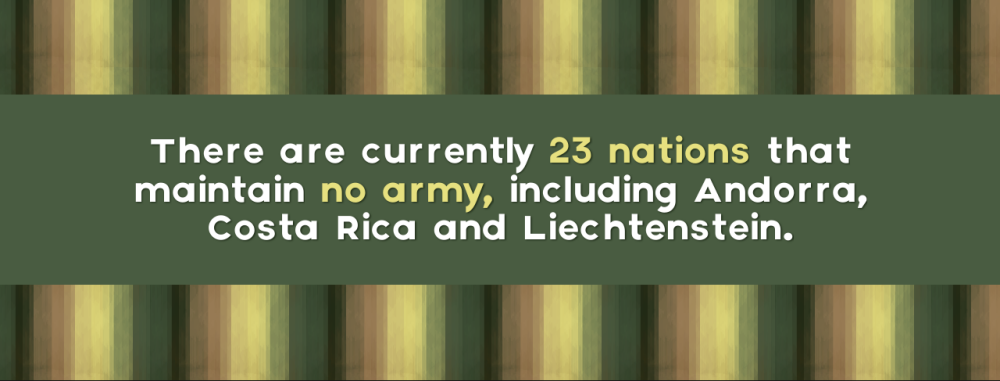 There are currently 23 nations that
maintain no army, including Andorra,
Costa Rica and Liechtenstein.